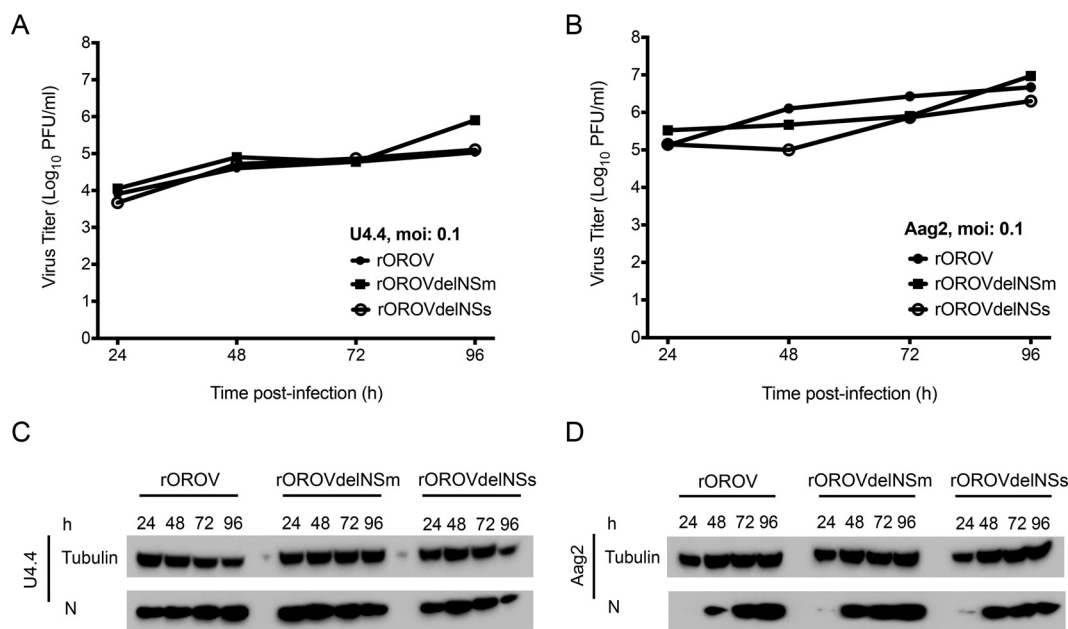 A
Virus Titer (Log10 PFU/ml)
8
7
6
5
4
3
2
1
0
24 48 72 96
Time post-infection (h)
U4.4, moi: 0.1
rOROV
rOROVdelNSm
rOROVdelNSs
B
Virus Titer (Log10 PFU/ml)
8
7
6
5
4
3
2
1
0
24 48 72 96
Time post-infection (h)
Aag2, moi: 0.1
rOROV
rOROVdelNSm
rOROVdelNSs
C
rOROV rOROVdelNSm rOROVdelNSs
h 24 48 72 96 24 48 72 96 24 48 72 96
U4.4
Tubulin
N
D
rOROV rOROVdelNSm rOROVdelNSs
h 24 48 72 96 24 48 72 96 24 48 72 96
Aag2
Tubulin
N